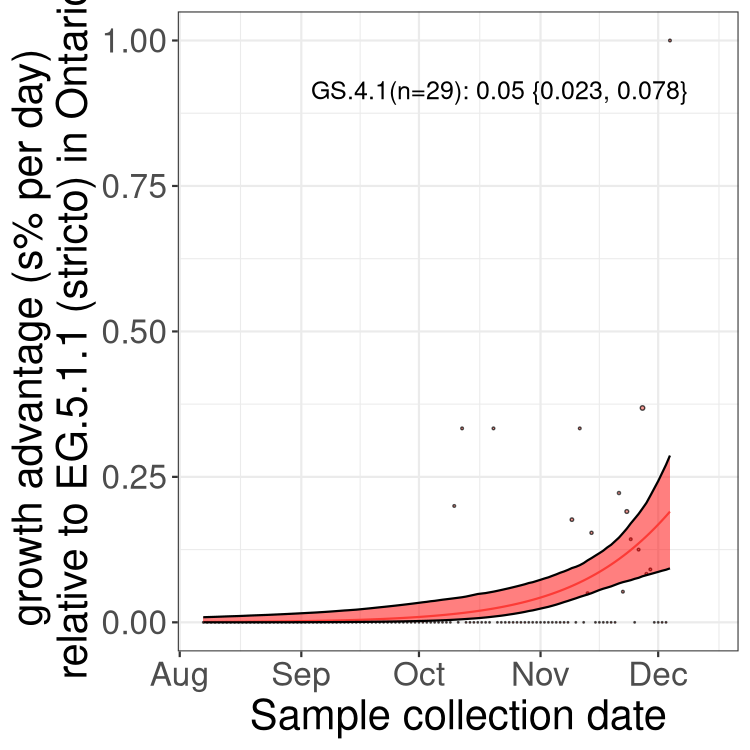 growth advantage (s% per day)
relative to EG.5.1.1 (stricto) in Ontario
1.00
0.75
0.50
0.25
0.00
GS.4.1(n=29): 0.05 {0.023, 0.078}
Aug Sep Oct Nov Dec
Sample collection date